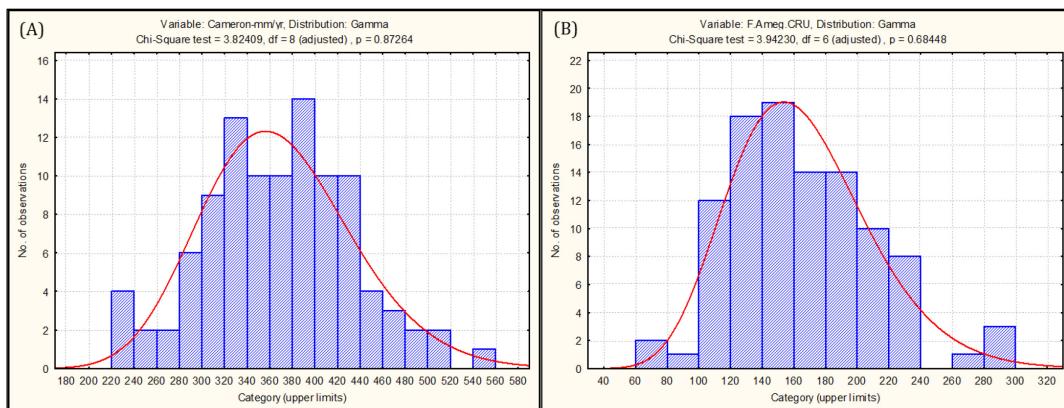 (A)
Variable: Cameron-mm/yr, Distribution: Gamma
Chi-Square test = 3.82409, df = 8 (adjusted) , p = 0.87264
16
14
12
10
8
6
4
2
0
No. of observations
180 200 220 240 260 280 300 320 340 360 380 400 420 440 460 480 500 520 540 560 580
Category (upper limits)
(B)
Variable: F.Ameg.CRU, Distribution: Gamma
Chi-Square test = 3.94230, df = 6 (adjusted) , p = 0.68448
22
20
18
16
14
12
10
8
6
4
2
0
No. of observations
40 60 80 100 120 140 160 180 200 220 240 260 280 300 320
Category (upper limits)